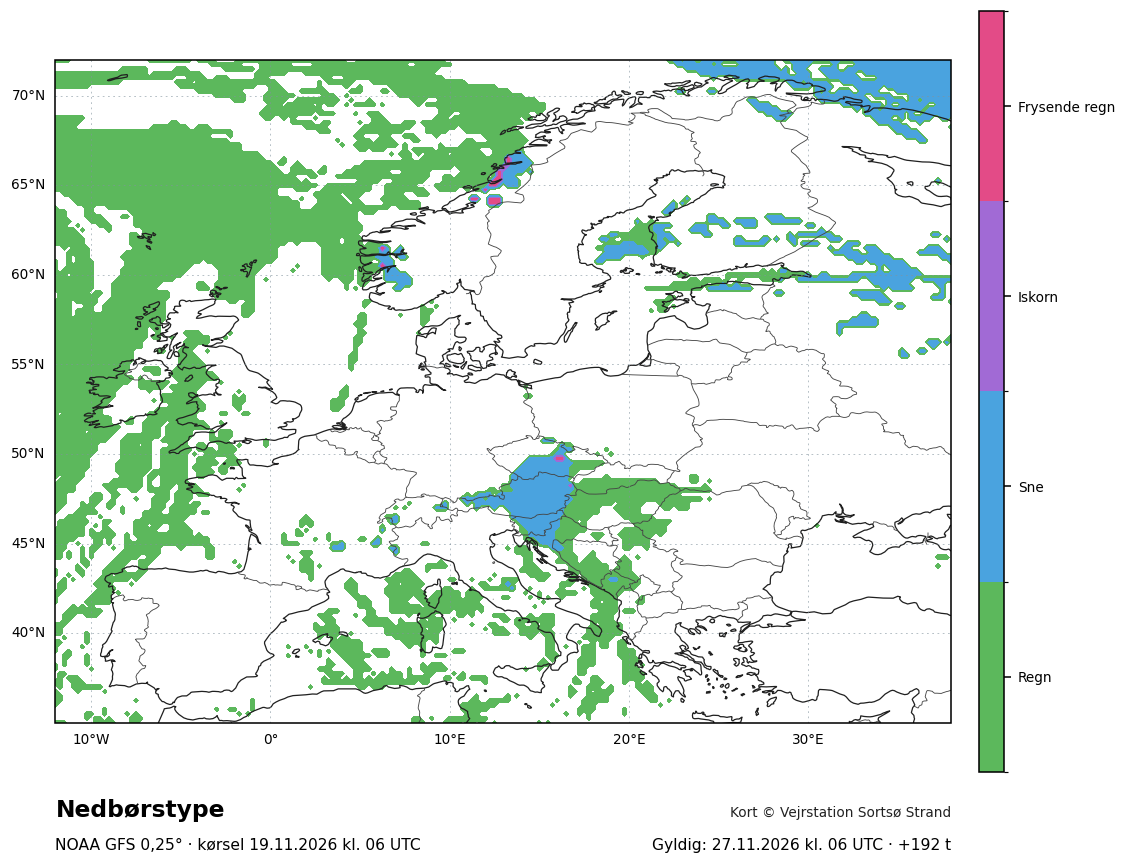 70°N
65°N
60°N
55°N
50°N
45°N
40°N
10°W
0°
10°E
20°E
30°E
Frysende regn
Iskorn
Sne
Regn
Nedbørstype
Kort © Vejrstation Sortsø Strand
NOAA GFS 0,25° · kørsel 19.11.2026 kl. 06 UTC
Gyldig: 27.11.2026 kl. 06 UTC · +192 t